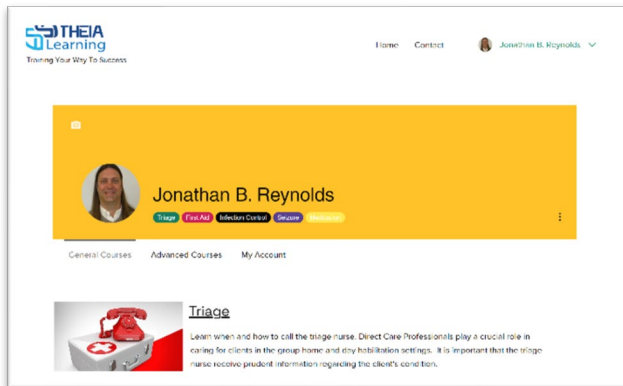 THEIA
Learning
Training Your Way To Success
Home Contact Jonathan B. Reynolds
Jonathan B. Reynolds
Triage First Aid Infection Control Seizure Medication
General Courses Advanced Courses My Account
Triage
Learn when and how to call the triage nurse. Direct Care Professionals play a crucial role in
caring for clients in the group home and day habilitation settings. It is important that the triage
nurse receive prudent information regarding the client's condition.